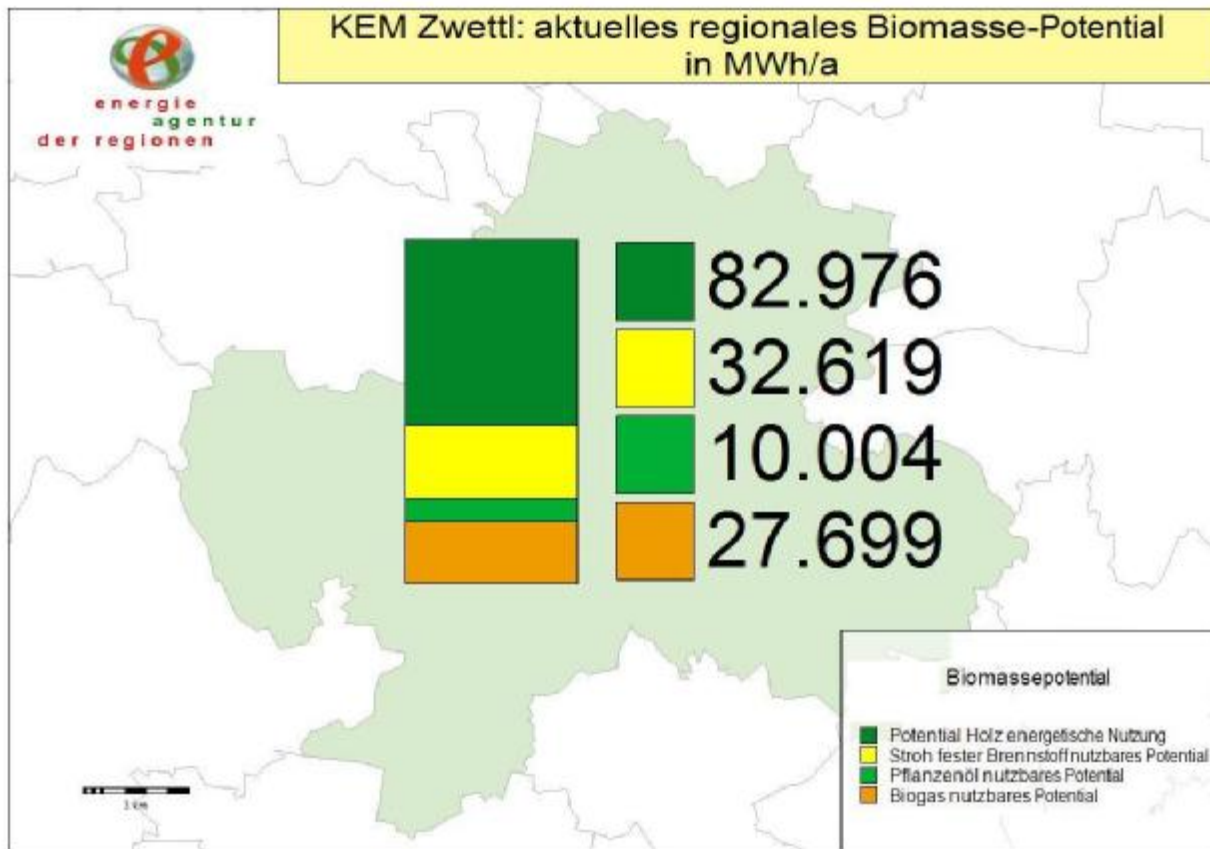 KEM Zwettl: aktuelles regionales Biomasse-Potential
in MWh/a
energie
agentur
der regionen
82.976
32.619
10.004
27.699
Biomassepotential
Potential Holz energetische Nutzung
Stroh fester Brennstoff nutzbares Potential
Pflanzenöl nutzbares Potential
Biogas nutzbares Potential